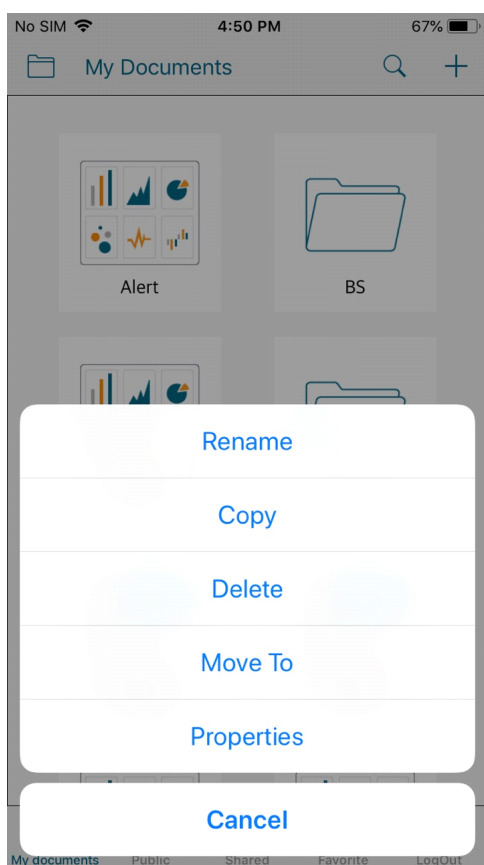 No SIM 4:50 PM 67%
My Documents
Alert BS
Rename
Copy
Delete
Move To
Properties
Cancel
My documents Public Shared Favorite LogOut